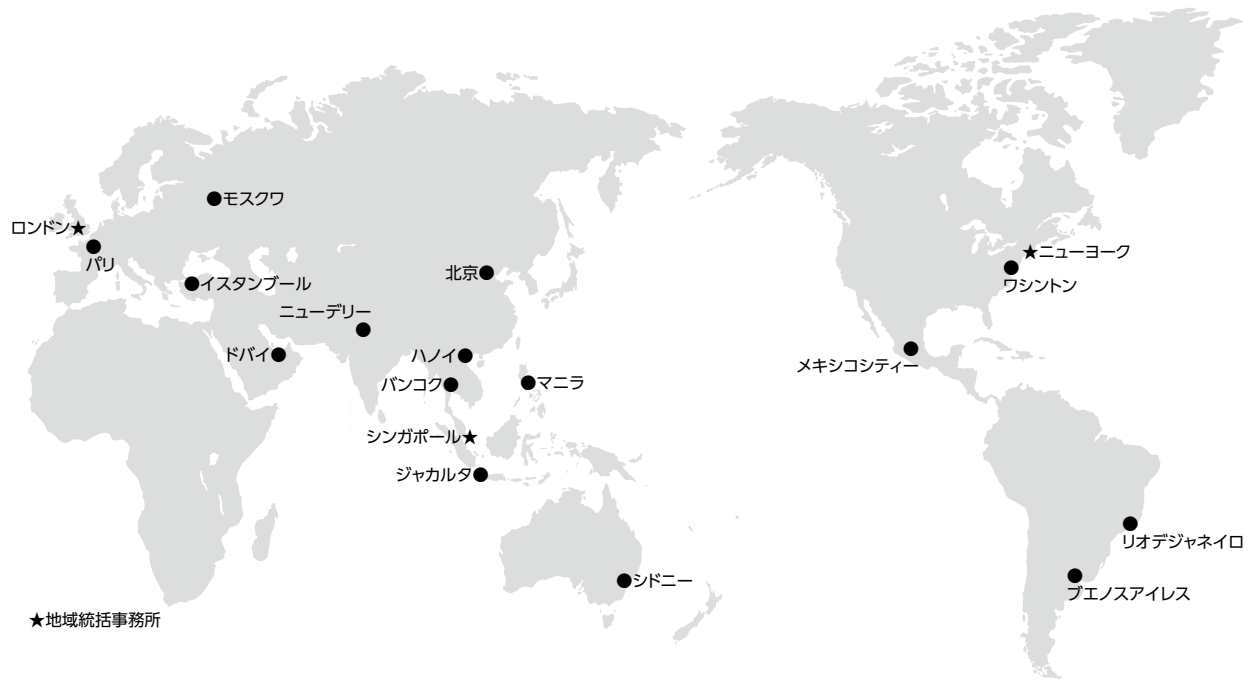 モスクワ
ロンドン★
パリ
★ニューヨーク
北京
ワシントン
イスタンブール
ニューデリー
ドバイ
ハノイ
メキシコシティー
バンコク
マニラ
シンガポール★
ジャカルタ
リオデジャネイロ
シドニー
ブエノスアイレス
★地域統括事務所